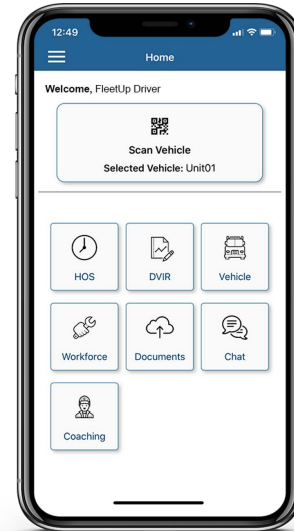 12:49
Home
Welcome, FleetUp Driver
Scan Vehicle
Selected Vehicle: Unit01
HOS
DVIR
Vehicle
Workforce
Documents
Chat
Coaching